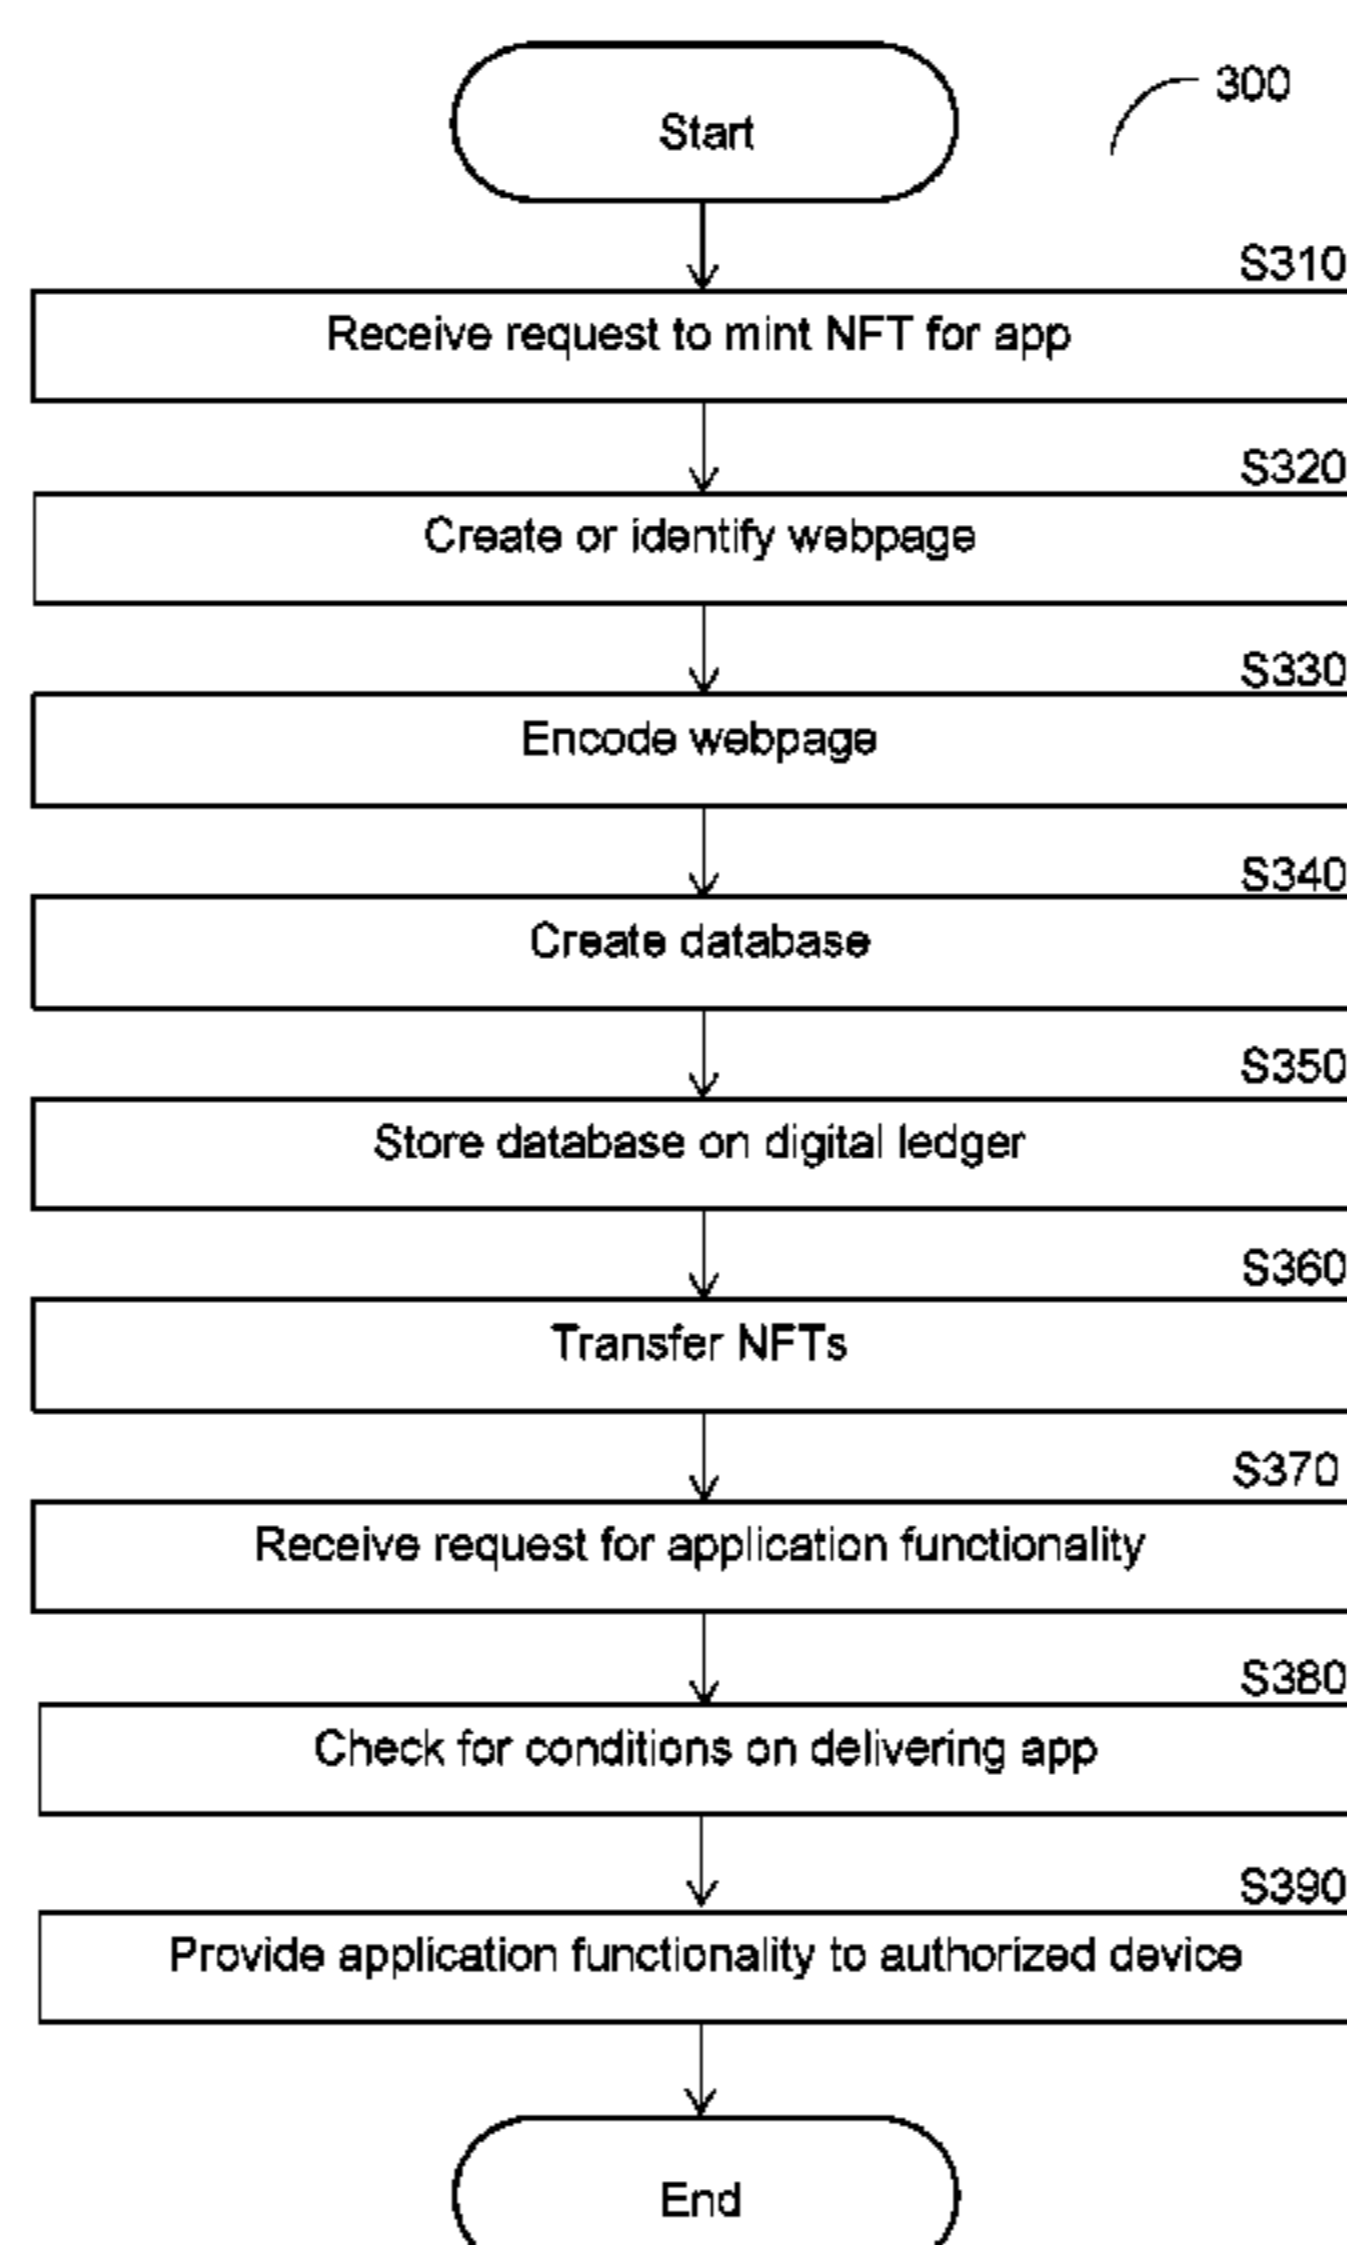 Start
300
S310
Receive request to mint NFT for app
S320
Create or identify webpage
S330
Encode webpage
S340
Create database
S350
Store database on digital ledger
S360
Transfer NFTs
S370
Receive request for application functionality
S380
Check for conditions on delivering app
S390
Provide application functionality to authorized device
End